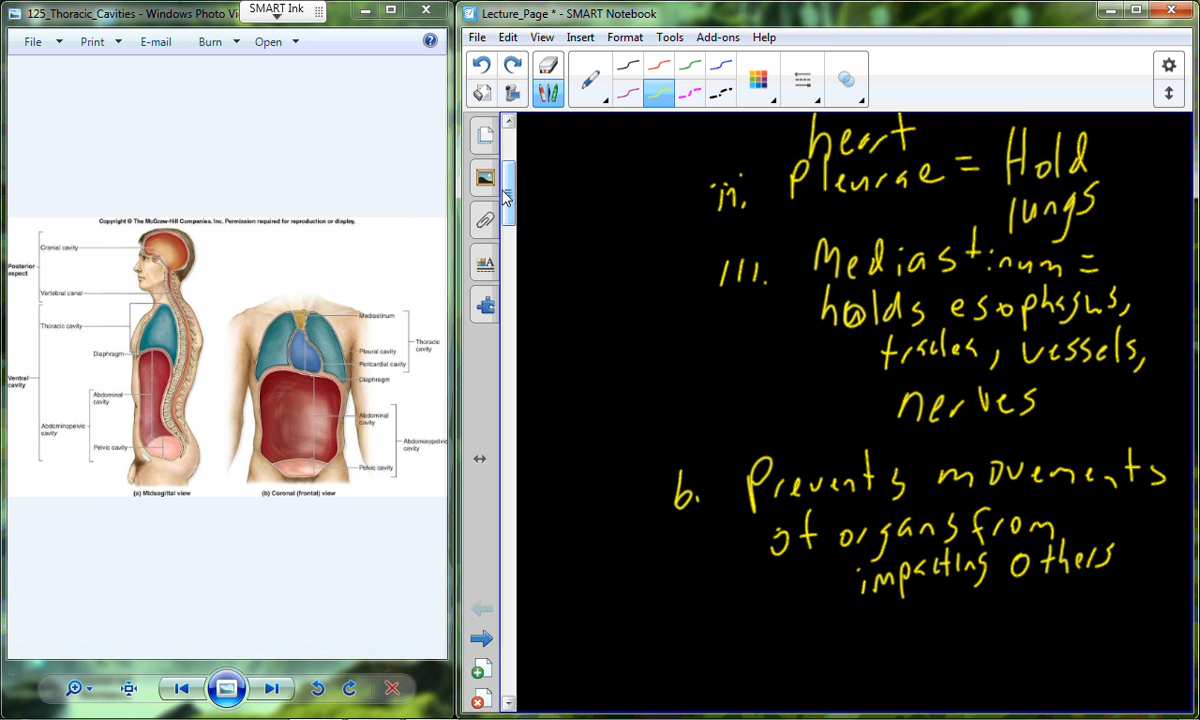 125_Thoracic_Cavities - Windows Photo Vi
SMART Ink
File Print E-mail Burn Open
Copyright © The McGraw-Hill Companies, Inc. Permission required for reproduction or display.
Cranial cavity
Posterior
aspect
Vertebral canal
Thoracic cavity
Diaphragm
Ventral
cavity
Abdominal
cavity
Abdominopelvic
cavity
Pelvic cavity
(a) Midsagittal view
Mediastinum
Thoracic
cavity
Pleural cavity
Pericardial cavity
Diaphragm
Abdominal
cavity
Abdominopelvic
cavity
Pelvic cavity
(b) Coronal (frontal) view
Lecture_Page * - SMART Notebook
File Edit View Insert Format Tools Add-ons Help
heart
ii. Pleurae = Hold
lungs
iii. Mediastinum =
holds esophagus,
trachea, vessels,
nerves
b. Prevents movements
of organs from
impacting others